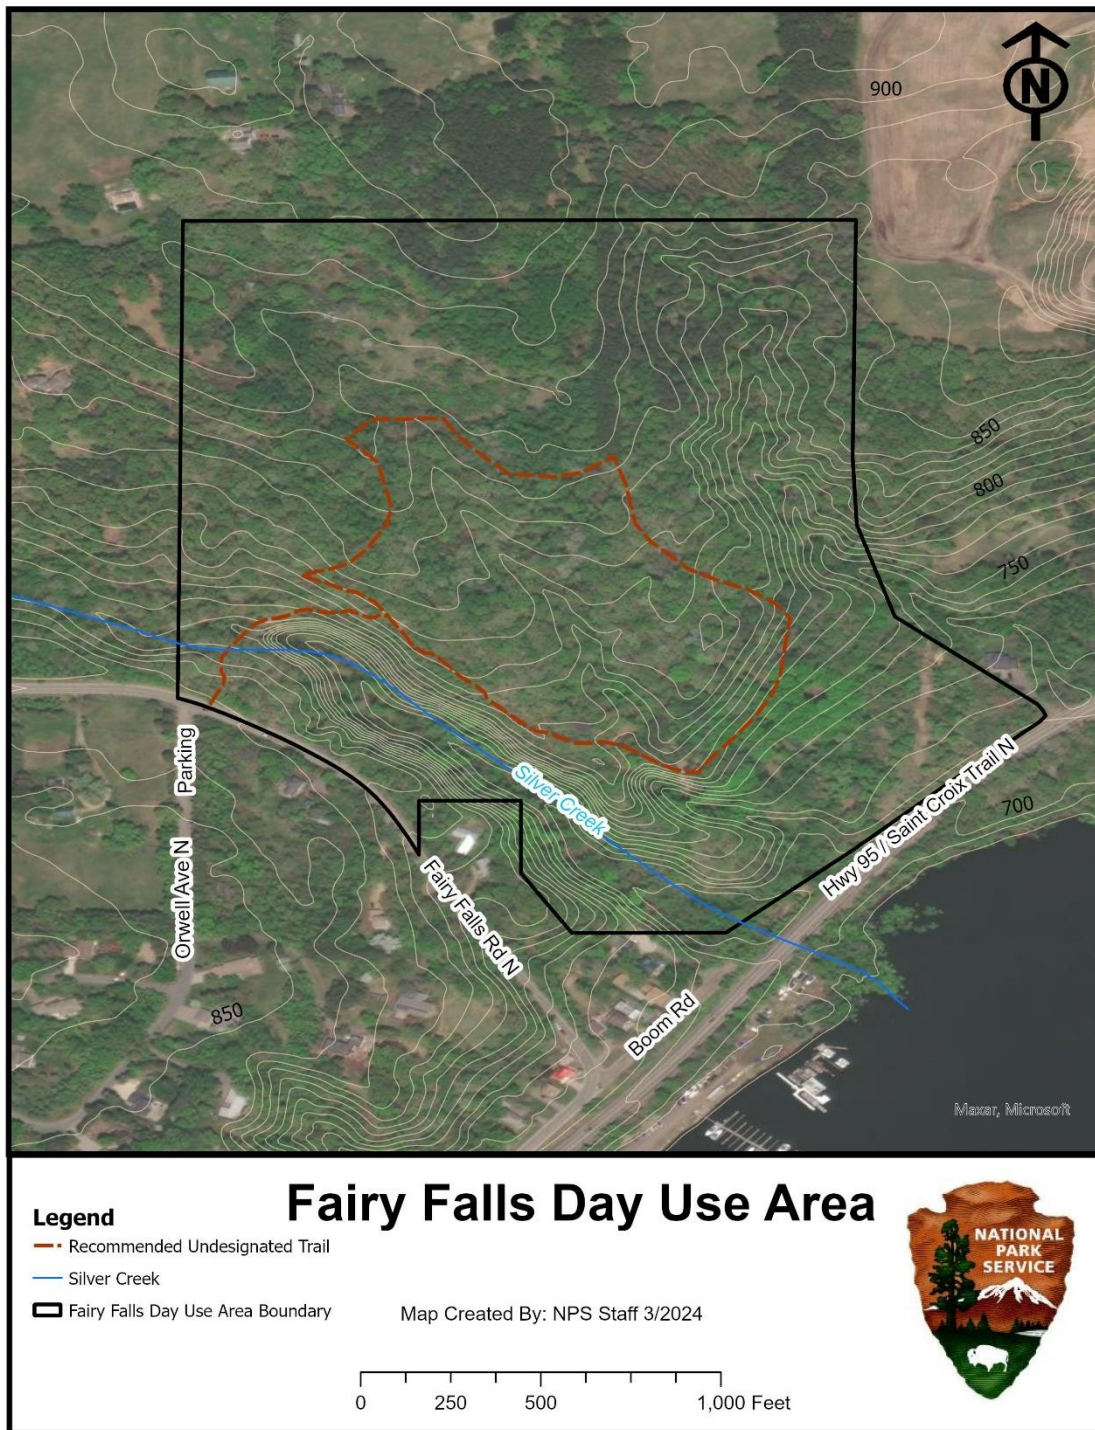 N
900
850
800
750
700
Parking
Orwell Ave N
Silver Creek
Fairy Falls Rd N
Hwy 95 / Saint Croix Trail N
Boom Rd
850
Maxar, Microsoft
Fairy Falls Day Use Area
Legend
Recommended Undesignated Trail
Silver Creek
Fairy Falls Day Use Area Boundary
Map Created By: NPS Staff 3/2024
0 250 500 1,000 Feet
NATIONAL
PARK
SERVICE